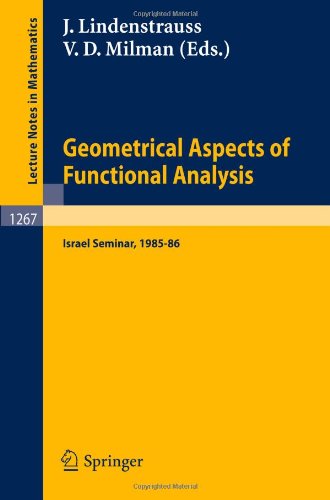 J. Lindenstrauss
V. D. Milman (Eds.)
Lecture Notes in Mathematics
1267
Geometrical Aspects of
Functional Analysis
Israel Seminar, 1985-86
Springer